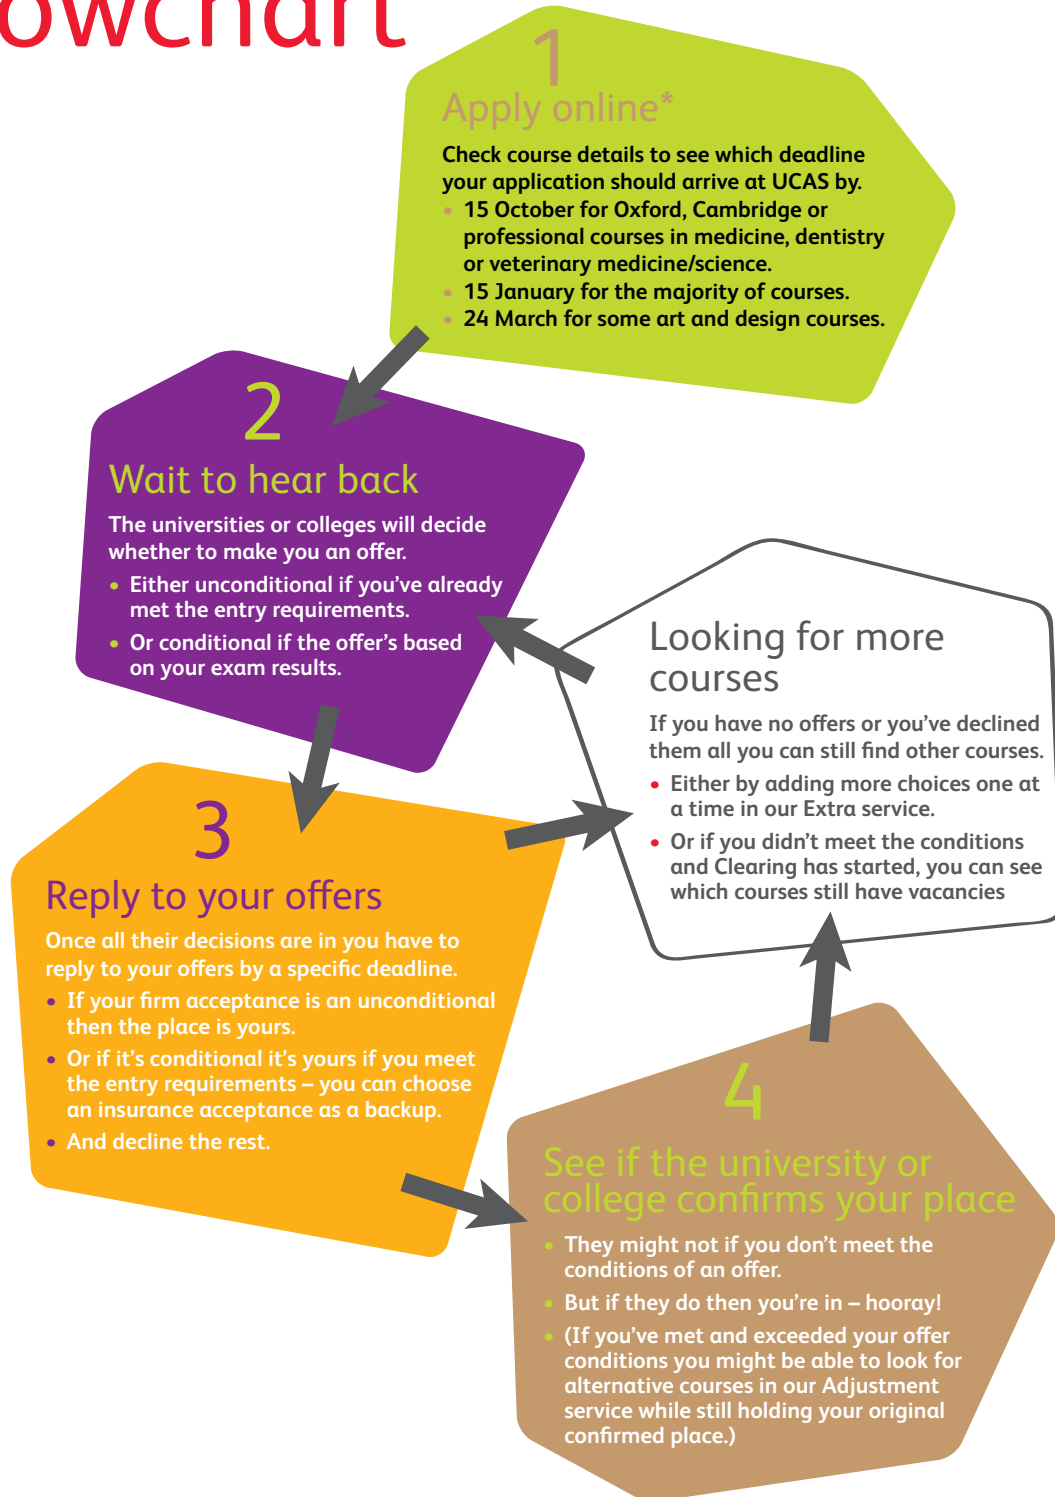 owchart
1
Apply online*
Check course details to see which deadline
your application should arrive at UCAS by.
• 15 October for Oxford, Cambridge or
professional courses in medicine, dentistry
or veterinary medicine/science.
• 15 January for the majority of courses.
• 24 March for some art and design courses.
2
Wait to hear back
The universities or colleges will decide
whether to make you an offer.
• Either unconditional if you've already
met the entry requirements.
• Or conditional if the offer's based
on your exam results.
Looking for more
courses
If you have no offers or you've declined
them all you can still find other courses.
• Either by adding more choices one at
a time in our Extra service.
• Or if you didn't meet the conditions
and Clearing has started, you can see
which courses still have vacancies
3
Reply to your offers
Once all their decisions are in you have to
reply to your offers by a specific deadline.
• If your firm acceptance is an unconditional
then the place is yours.
• Or if it's conditional it's yours if you meet
the entry requirements – you can choose
an insurance acceptance as a backup.
• And decline the rest.
4
See if the university or
college confirms your place
• They might not if you don't meet the
conditions of an offer.
• But if they do then you're in – hooray!
• (If you've met and exceeded your offer
conditions you might be able to look for
alternative courses in our Adjustment
service while still holding your original
confirmed place.)